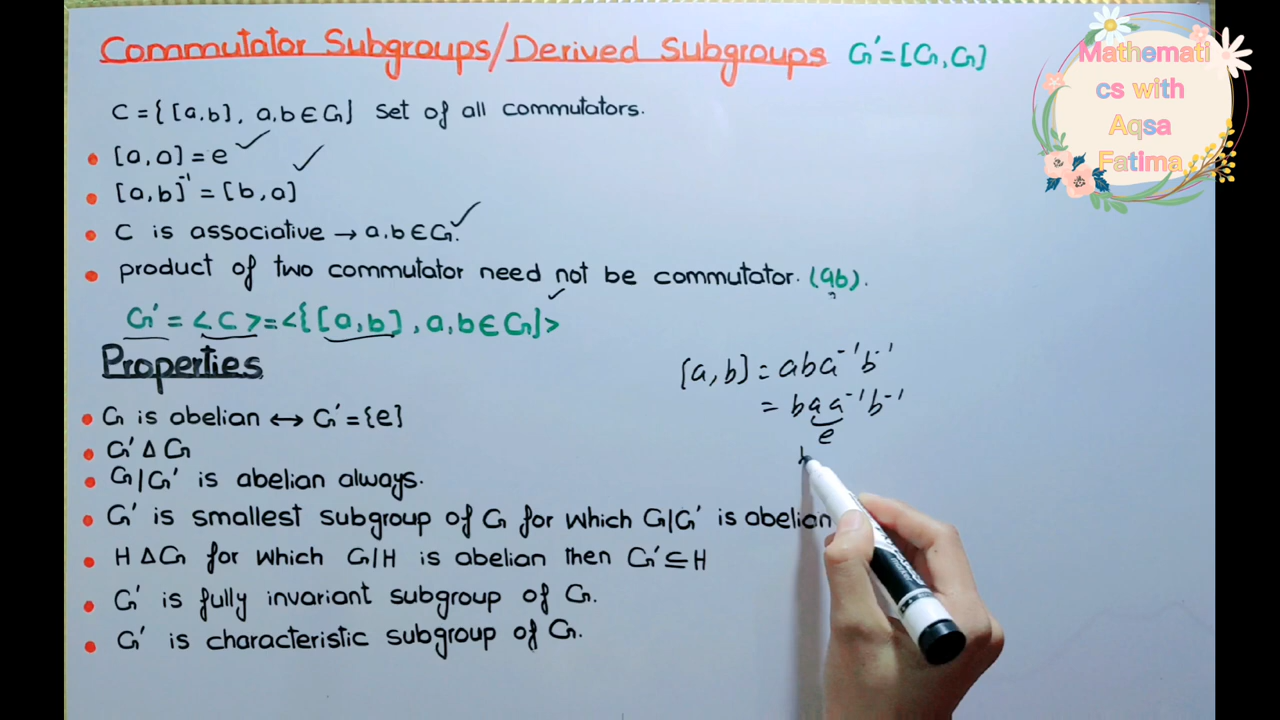 Commutator Subgroups/Derived Subgroups G'=[G,G]
Mathemati
cs with
Aqsa
Fatima
C={[a,b], a,b∈G} set of all commutators.
• [a,a]=e ✓
• [a,b]⁻¹=[b,a] ✓
• C is associative → a,b∈G. ✓
• product of two commutator need not be commutator. (ab).
G' = <C>=<{[a,b], a,b∈G}>
Properties
[a,b] = aba⁻¹b⁻¹
= baa⁻¹b⁻¹
e
• G is abelian ↔ G'={e}
• G' Δ G
• G/G' is abelian always.
• G' is smallest subgroup of G for which G/G' is abelian
• H Δ G for which G/H is abelian then G'⊆H
• G' is fully invariant subgroup of G.
• G' is characteristic subgroup of G.